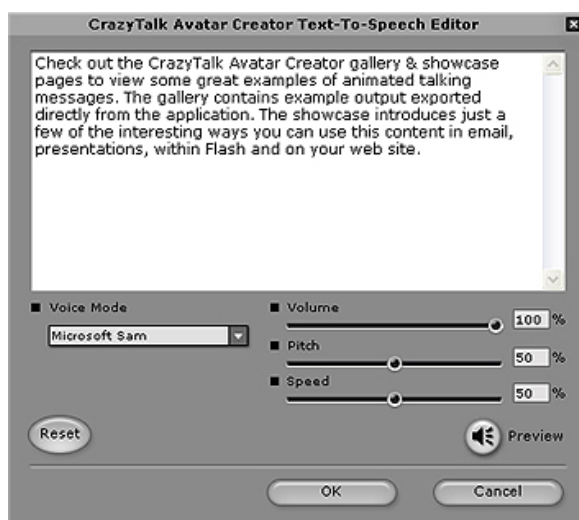 CrazyTalk Avatar Creator Text-To-Speech Editor
Check out the CrazyTalk Avatar Creator gallery & showcase
pages to view some great examples of animated talking
messages. The gallery contains example output exported
directly from the application. The showcase introduces just a
few of the interesting ways you can use this content in email,
presentations, within Flash and on your web site.
Voice Mode
Microsoft Sam
Volume
100 %
Pitch
50 %
Speed
50 %
Reset
Preview
OK
Cancel